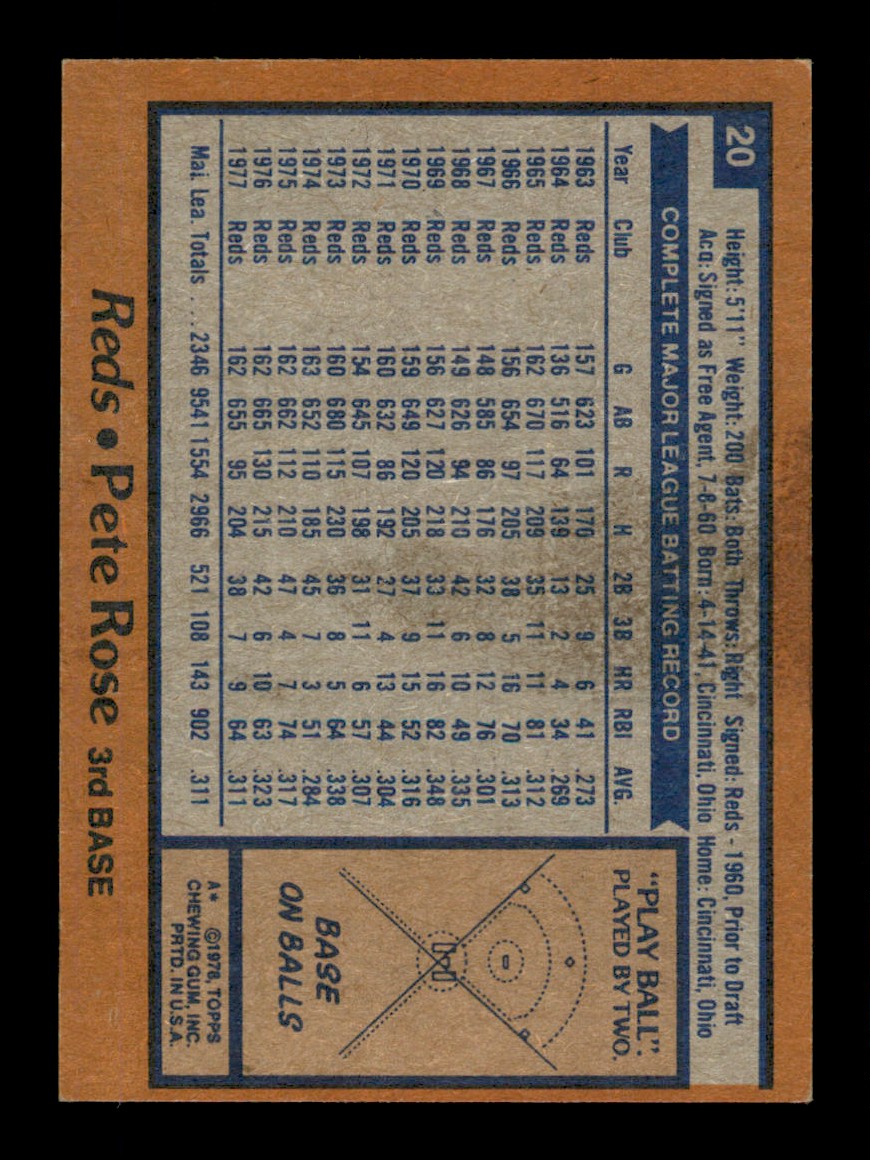 20
Height: 5'11" Weight: 200 Bats: Both Throws: Right Signed: Reds - 1960, Prior to Draft
Acq: Signed as Free Agent, 7-8-60 Born: 4-14-41, Cincinnati, Ohio Home: Cincinnati, Ohio
COMPLETE MAJOR LEAGUE BATTING RECORD
Year Club G AB R H 2B 3B HR RBI AVG.
1963 Reds 157 623 101 170 25 9 6 41 .273
1964 Reds 136 516 64 139 13 2 4 34 .269
1965 Reds 162 670 117 209 35 11 11 81 .312
1966 Reds 156 654 97 205 38 5 16 70 .313
1967 Reds 148 585 86 176 32 8 12 76 .301
1968 Reds 149 626 94 210 42 6 10 49 .335
1969 Reds 156 627 120 218 33 11 16 82 .348
1970 Reds 159 649 120 205 37 9 15 52 .316
1971 Reds 160 632 86 192 27 4 13 44 .304
1972 Reds 154 645 107 198 31 11 6 57 .307
1973 Reds 160 680 115 230 36 8 5 64 .338
1974 Reds 163 652 110 185 45 7 3 51 .284
1975 Reds 162 662 112 210 47 4 7 74 .317
1976 Reds 162 665 130 215 42 6 10 63 .323
1977 Reds 162 655 95 204 38 7 9 64 .311
Maj. Lea. Totals . . . 2346 9541 1554 2966 521 108 143 902 .311
"PLAY BALL":
PLAYED BY TWO.
BASE
ON BALLS
A* ©1978, TOPPS
CHEWING GUM, INC.
PRTD. IN U.S.A.
Reds • Pete Rose 3rd BASE